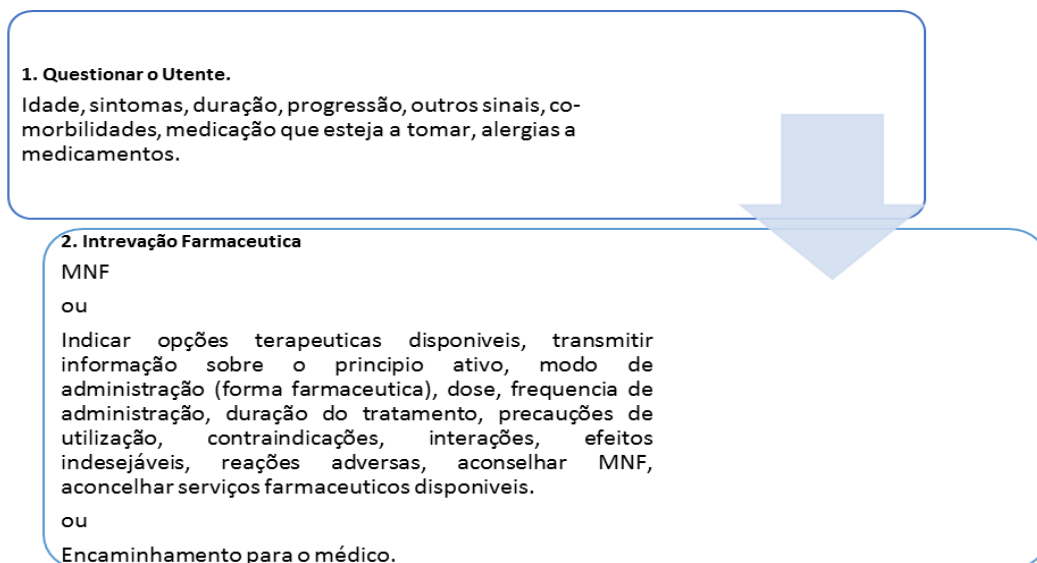 1. Questionar o Utente.
Idade, sintomas, duração, progressão, outros sinais, co-
morbilidades, medicação que esteja a tomar, alergias a
medicamentos.
2. Intrevação Farmaceutica
MNF
ou
Indicar opções terapeuticas disponiveis, transmitir
informação sobre o principio ativo, modo de
administração (forma farmaceutica), dose, frequencia de
administração, duração do tratamento, precauções de
utilização, contraindicações, interações, efeitos
indesejáveis, reações adversas, aconselhar MNF,
aconcelhar serviços farmaceuticos disponiveis.
ou
Encaminhamento para o médico.